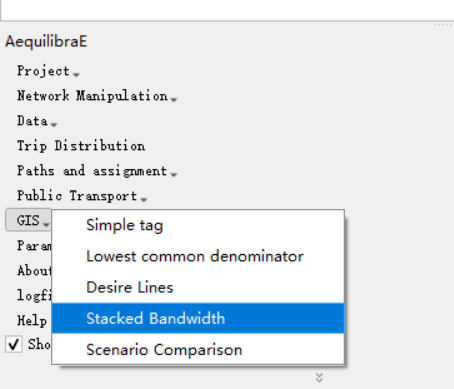 AequilibraE
Project
Network Manipulation
Data
Trip Distribution
Paths and assignment
Public Transport
GIS
Simple tag
Lowest common denominator
Desire Lines
Stacked Bandwidth
Scenario Comparison
Param
About
logfi
Help
Sho